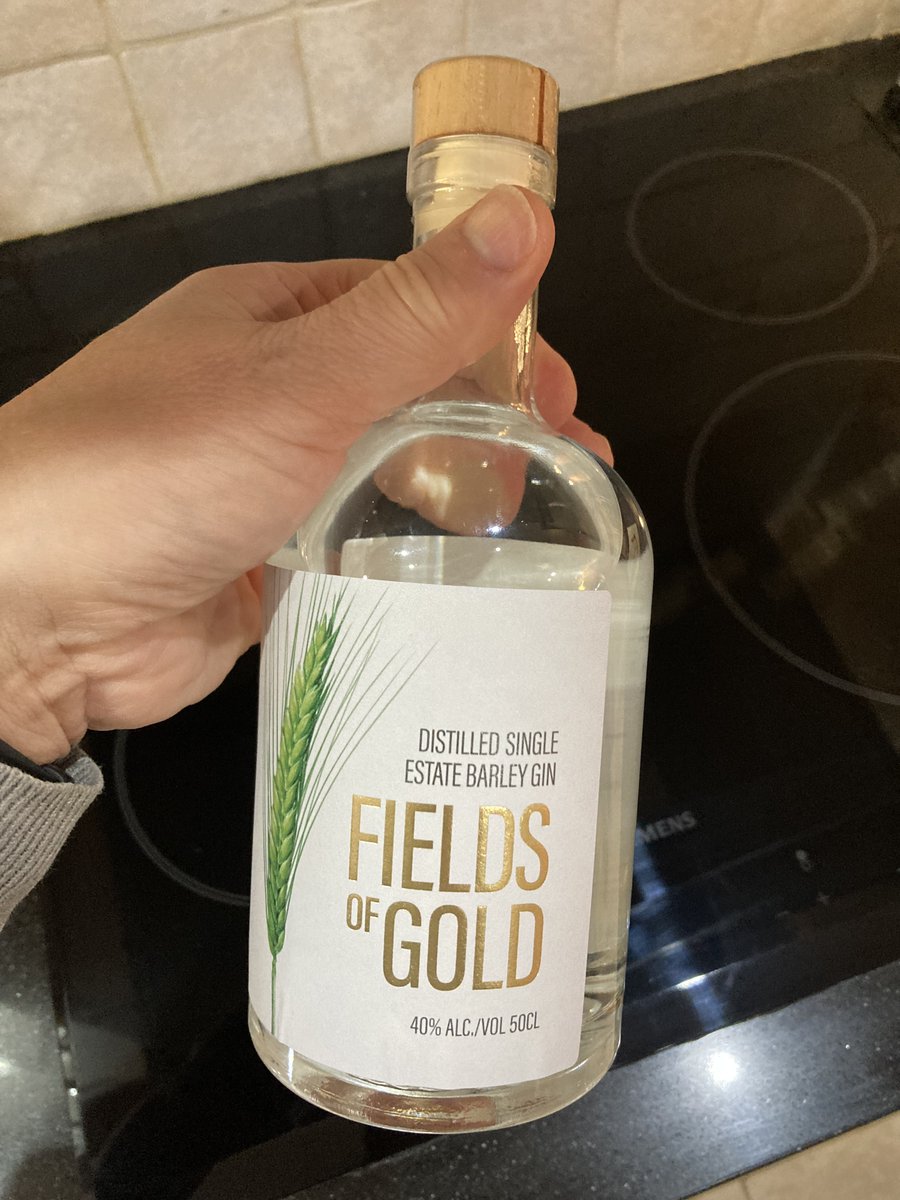 DISTILLED SINGLE
ESTATE BARLEY GIN
FIELDS
OF GOLD
40% ALC./VOL 50CL